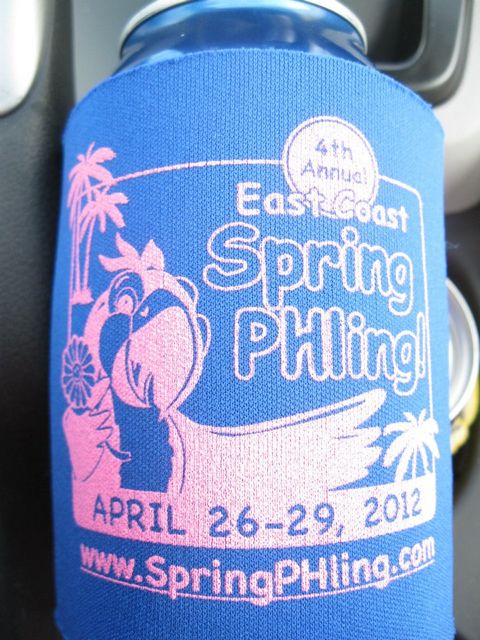 4th
Annual
East Coast
Spring
PHling!
APRIL 26-29, 2012
www.SpringPHling.com